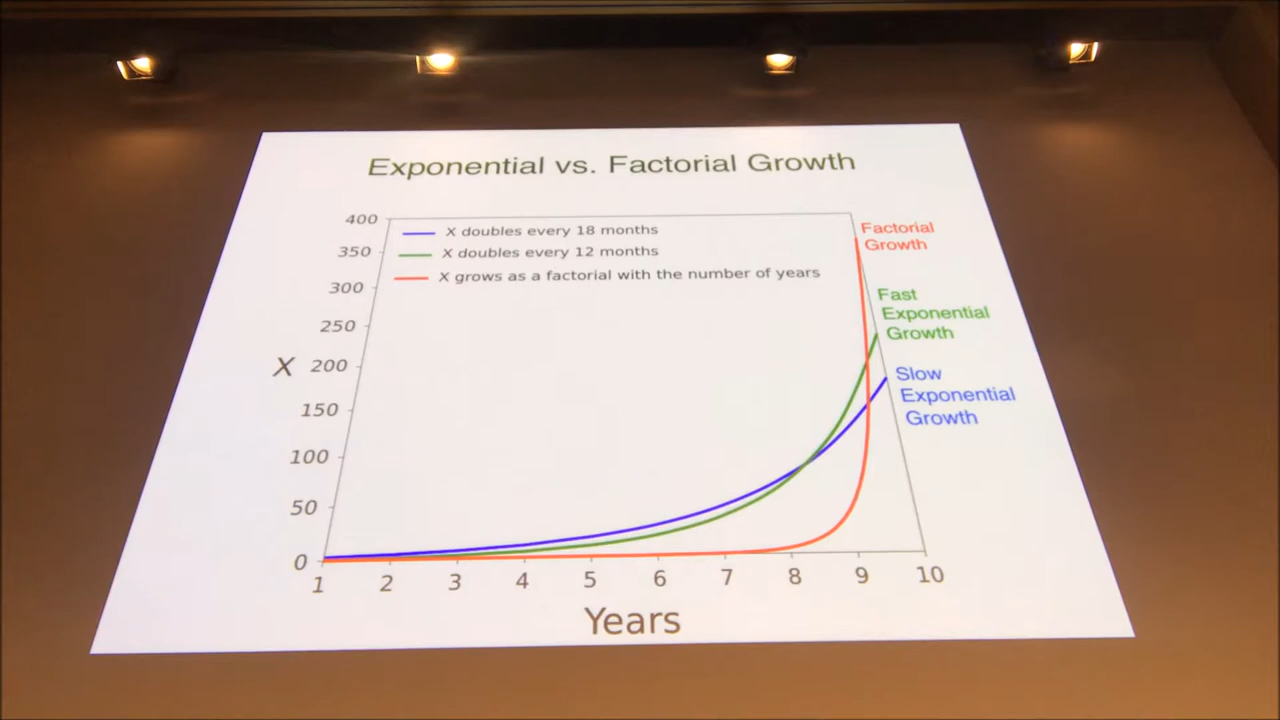 Exponential vs. Factorial Growth
400
350
300
250
200
150
100
50
0
X
X doubles every 18 months
X doubles every 12 months
X grows as a factorial with the number of years
Factorial
Growth
Fast
Exponential
Growth
Slow
Exponential
Growth
1 2 3 4 5 6 7 8 9 10
Years